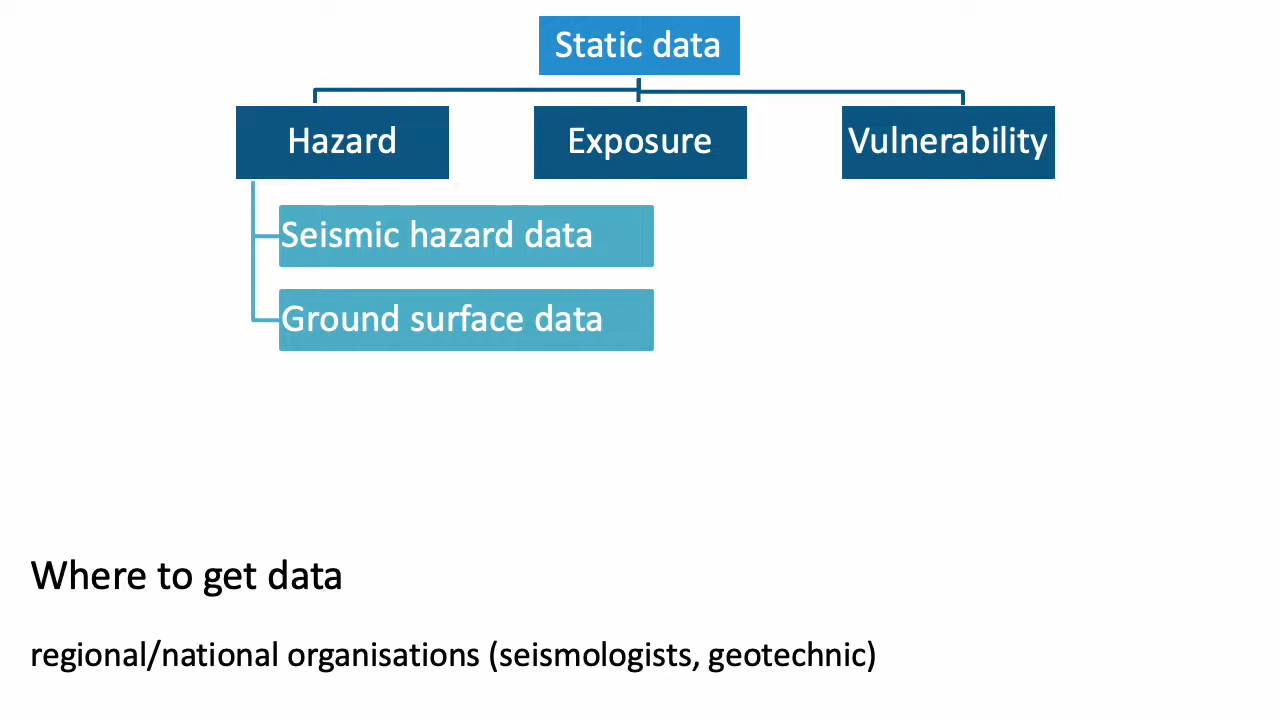 Static data
Hazard
Exposure
Vulnerability
Seismic hazard data
Ground surface data
Where to get data
regional/national organisations (seismologists, geotechnic)